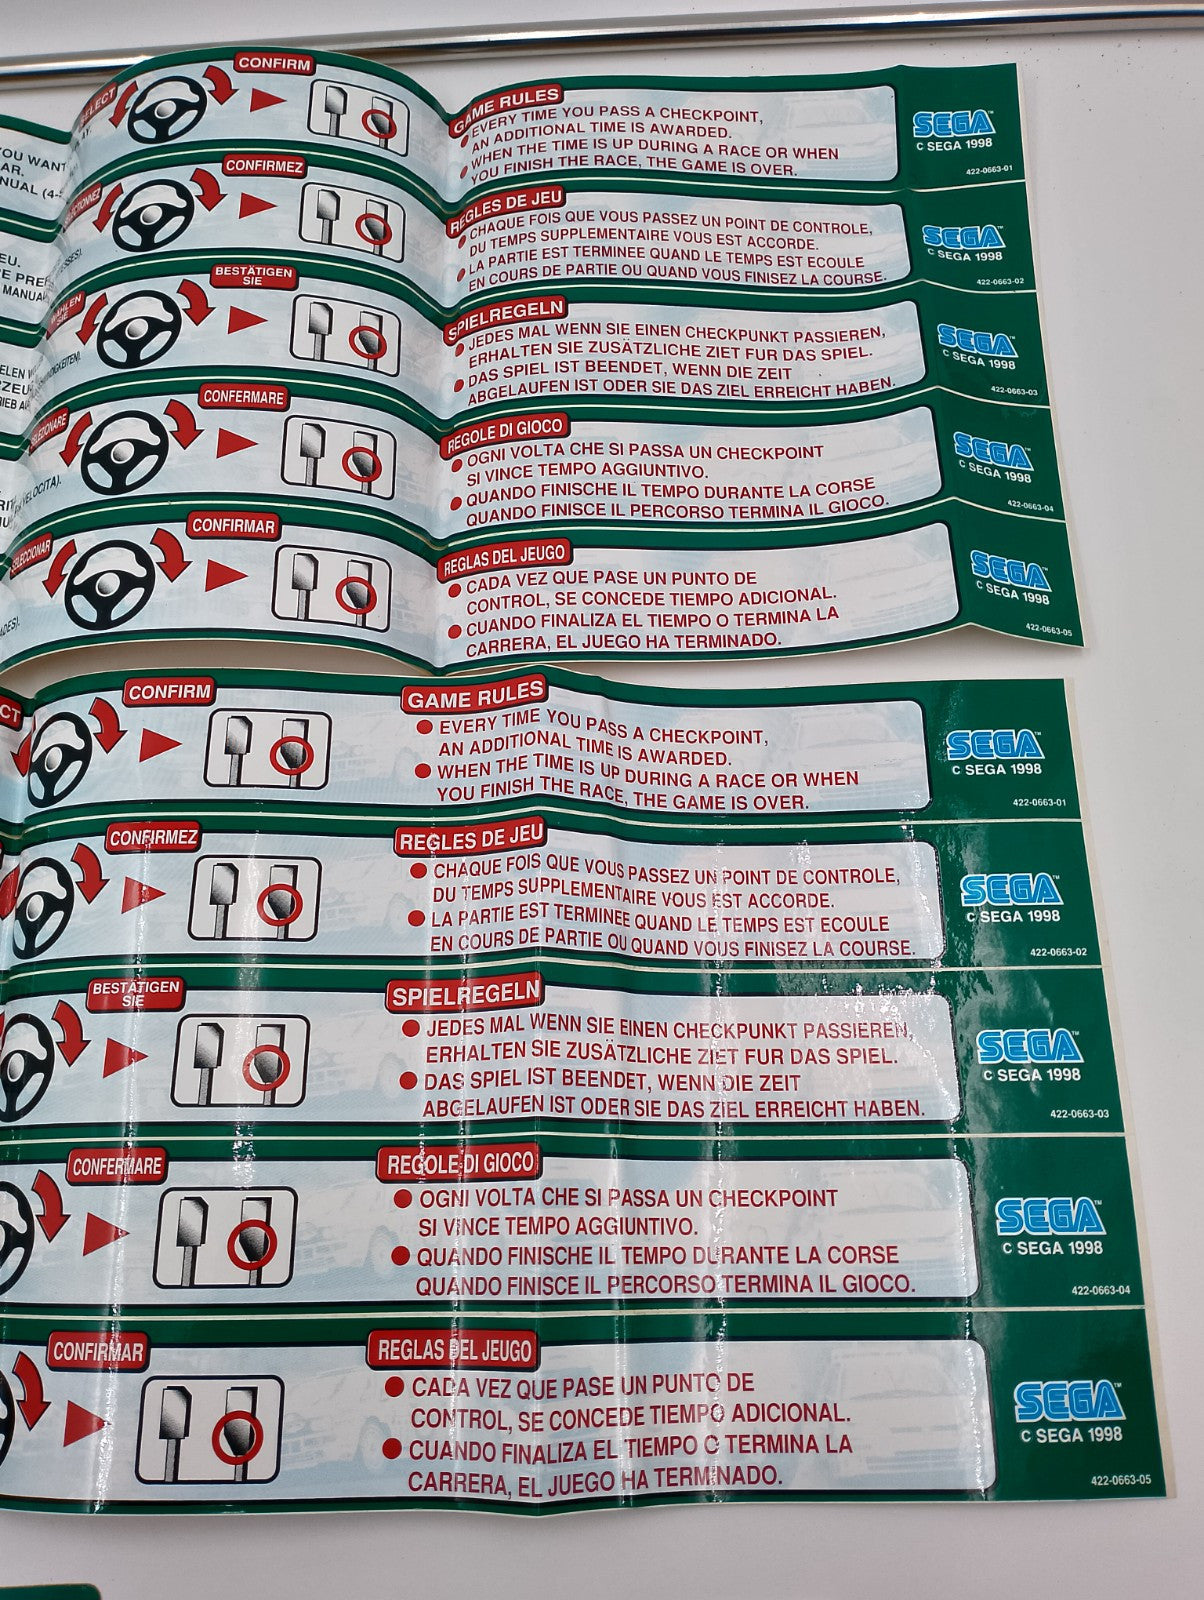 SELECT
CONFIRM
YOU WANT
GAME RULES
EVERY TIME YOU PASS A CHECKPOINT,
AN ADDITIONAL TIME IS AWARDED.
WHEN THE TIME IS UP DURING A RACE OR WHEN
YOU FINISH THE RACE, THE GAME IS OVER.
SEGA™
© SEGA 1998
422-0663-01
CONFIRMEZ
REGLES DE JEU
CHAQUE FOIS QUE VOUS PASSEZ UN POINT DE CONTROLE,
DU TEMPS SUPPLEMENTAIRE VOUS EST ACCORDE.
LA PARTIE EST TERMINEE QUAND LE TEMPS EST ECOULE
EN COURS DE PARTIE OU QUAND VOUS FINISEZ LA COURSE.
SEGA™
© SEGA 1998
422-0663-02
WÄHLEN
SIE
BESTÄTIGEN
SIE
SPIELREGELN
JEDES MAL WENN SIE EINEN CHECKPUNKT PASSIEREN,
ERHALTEN SIE ZUSÄTZLICHE ZIET FUR DAS SPIEL.
DAS SPIEL IST BEENDET, WENN DIE ZEIT
ABGELAUFEN IST ODER SIE DAS ZIEL ERREICHT HABEN.
SEGA™
© SEGA 1998
422-0663-03
SELEZIONARE
CONFERMARE
REGOLE DI GIOCO
OGNI VOLTA CHE SI PASSA UN CHECKPOINT
SI VINCE TEMPO AGGIUNTIVO.
QUANDO FINISCHE IL TEMPO DURANTE LA CORSE
QUANDO FINISCE IL PERCORSO TERMINA IL GIOCO.
SEGA™
© SEGA 1998
422-0663-04
SELECCIONAR
CONFIRMAR
REGLAS DEL JEUGO
CADA VEZ QUE PASE UN PUNTO DE
CONTROL, SE CONCEDE TIEMPO ADICIONAL.
CUANDO FINALIZA EL TIEMPO O TERMINA LA
CARRERA, EL JUEGO HA TERMINADO.
SEGA™
© SEGA 1998
422-0663-05
CT
CONFIRM
GAME RULES
EVERY TIME YOU PASS A CHECKPOINT,
AN ADDITIONAL TIME IS AWARDED.
WHEN THE TIME IS UP DURING A RACE OR WHEN
YOU FINISH THE RACE, THE GAME IS OVER.
SEGA™
© SEGA 1998
422-0663-01
CONFIRMEZ
REGLES DE JEU
CHAQUE FOIS QUE VOUS PASSEZ UN POINT DE CONTROLE,
DU TEMPS SUPPLEMENTAIRE VOUS EST ACCORDE.
LA PARTIE EST TERMINEE QUAND LE TEMPS EST ECOULE
EN COURS DE PARTIE OU QUAND VOUS FINISEZ LA COURSE.
SEGA™
© SEGA 1998
422-0663-02
BESTÄTIGEN
SIE
SPIELREGELN
JEDES MAL WENN SIE EINEN CHECKPUNKT PASSIEREN,
ERHALTEN SIE ZUSÄTZLICHE ZIET FUR DAS SPIEL.
DAS SPIEL IST BEENDET, WENN DIE ZEIT
ABGELAUFEN IST ODER SIE DAS ZIEL ERREICHT HABEN.
SEGA™
© SEGA 1998
422-0663-03
CONFERMARE
REGOLE DI GIOCO
OGNI VOLTA CHE SI PASSA UN CHECKPOINT
SI VINCE TEMPO AGGIUNTIVO.
QUANDO FINISCHE IL TEMPO DURANTE LA CORSE
QUANDO FINISCE IL PERCORSO TERMINA IL GIOCO.
SEGA™
© SEGA 1998
422-0663-04
CONFIRMAR
REGLAS DEL JEUGO
CADA VEZ QUE PASE UN PUNTO DE
CONTROL, SE CONCEDE TIEMPO ADICIONAL.
CUANDO FINALIZA EL TIEMPO O TERMINA LA
CARRERA, EL JUEGO HA TERMINADO.
SEGA™
© SEGA 1998
422-0663-05